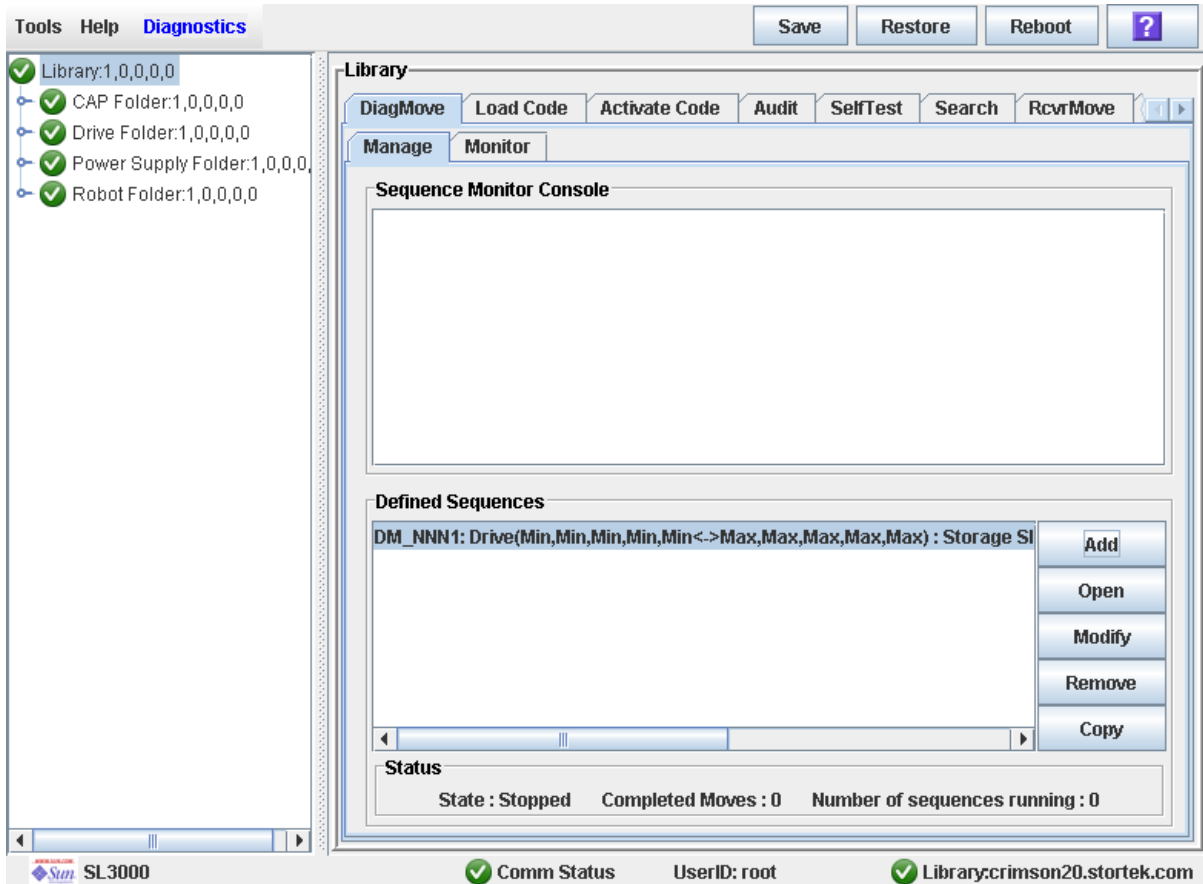 Tools Help Diagnostics Save Restore Reboot ?
Library:1,0,0,0,0
CAP Folder:1,0,0,0,0
Drive Folder:1,0,0,0,0
Power Supply Folder:1,0,0,0,
Robot Folder:1,0,0,0,0
Library
DiagMove Load Code Activate Code Audit SelfTest Search RcvrMove
Manage Monitor
Sequence Monitor Console
Defined Sequences
DM_NNN1: Drive(Min,Min,Min,Min,Min<->Max,Max,Max,Max,Max) : Storage Sl
Add
Open
Modify
Remove
Copy
Status
State : Stopped Completed Moves : 0 Number of sequences running : 0
Sun SL3000 Comm Status UserID: root Library:crimson20.stortek.com